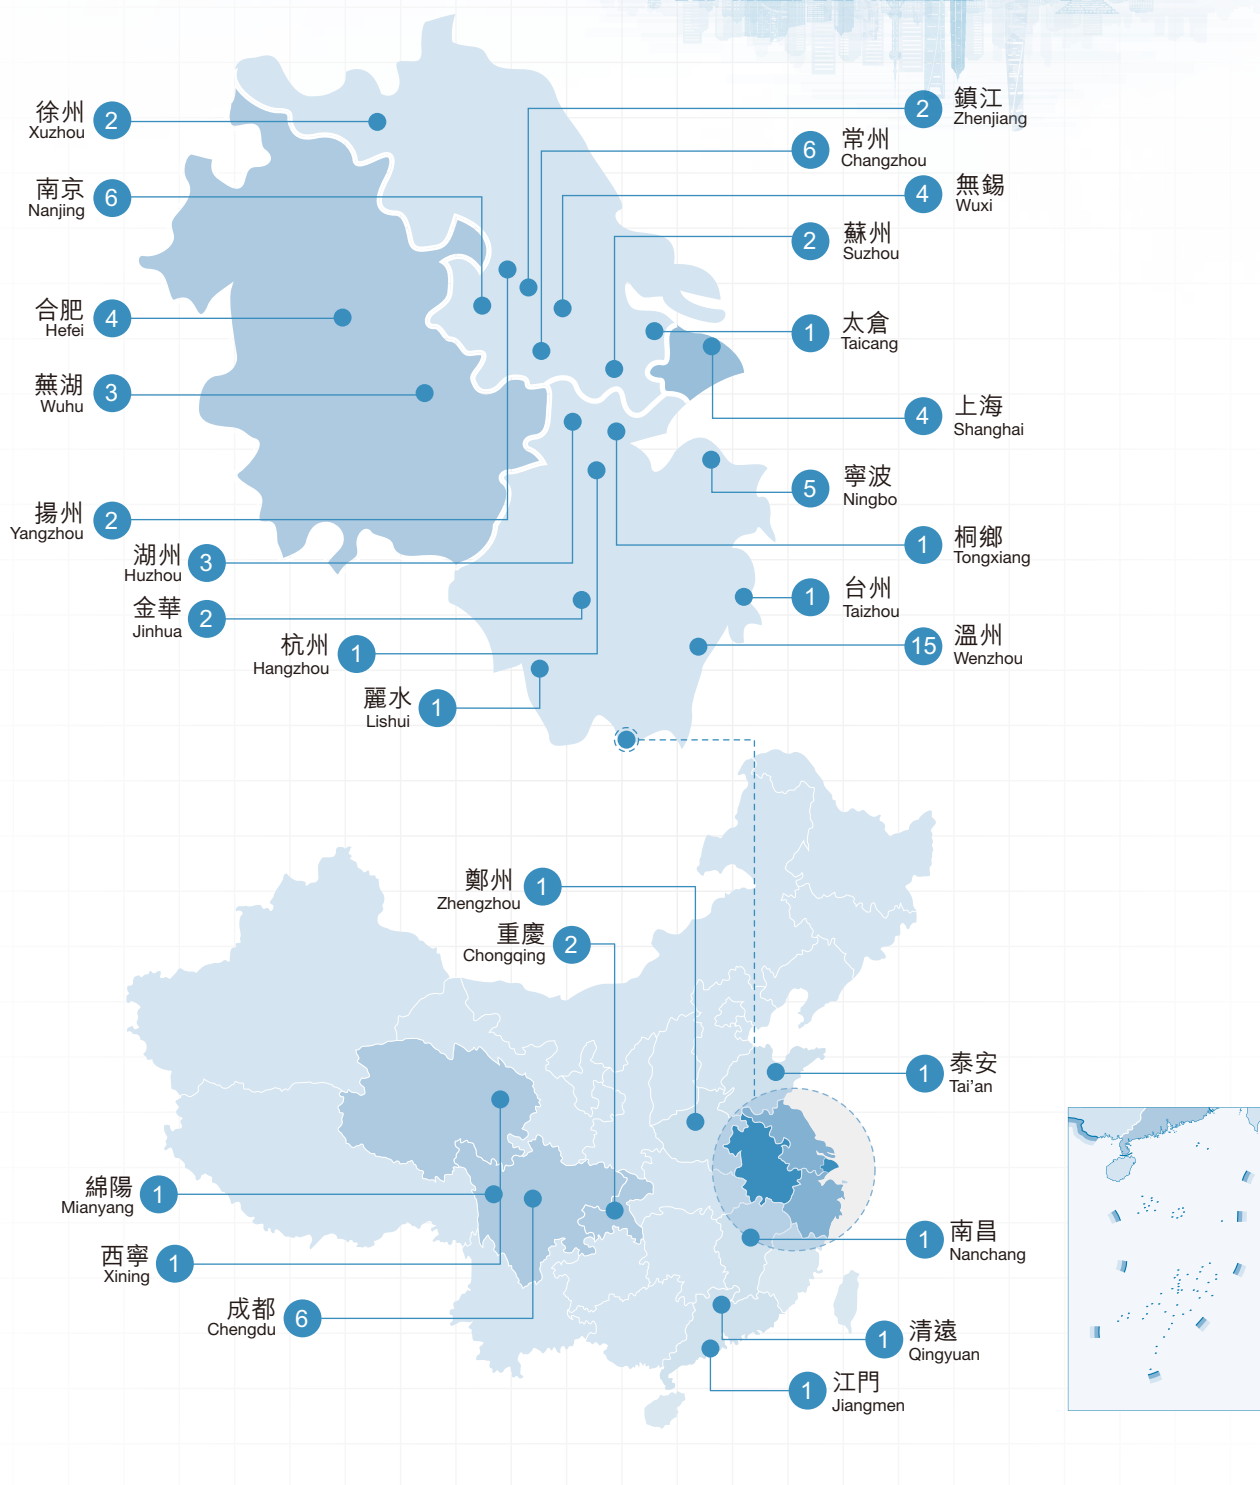 徐州
Xuzhou
2
南京
Nanjing
6
合肥
Hefei
4
蕪湖
Wuhu
3
揚州
Yangzhou
2
湖州
Huzhou
3
金華
Jinhua
2
杭州
Hangzhou
1
麗水
Lishui
1
2
鎮江
Zhenjiang
6
常州
Changzhou
4
無錫
Wuxi
2
蘇州
Suzhou
1
太倉
Taicang
4
上海
Shanghai
5
寧波
Ningbo
1
桐鄉
Tongxiang
1
台州
Taizhou
15
溫州
Wenzhou
鄭州
Zhengzhou
1
重慶
Chongqing
2
1
泰安
Tai’an
綿陽
Mianyang
1
西寧
Xining
1
成都
Chengdu
6
1
南昌
Nanchang
1
清遠
Qingyuan
1
江門
Jiangmen